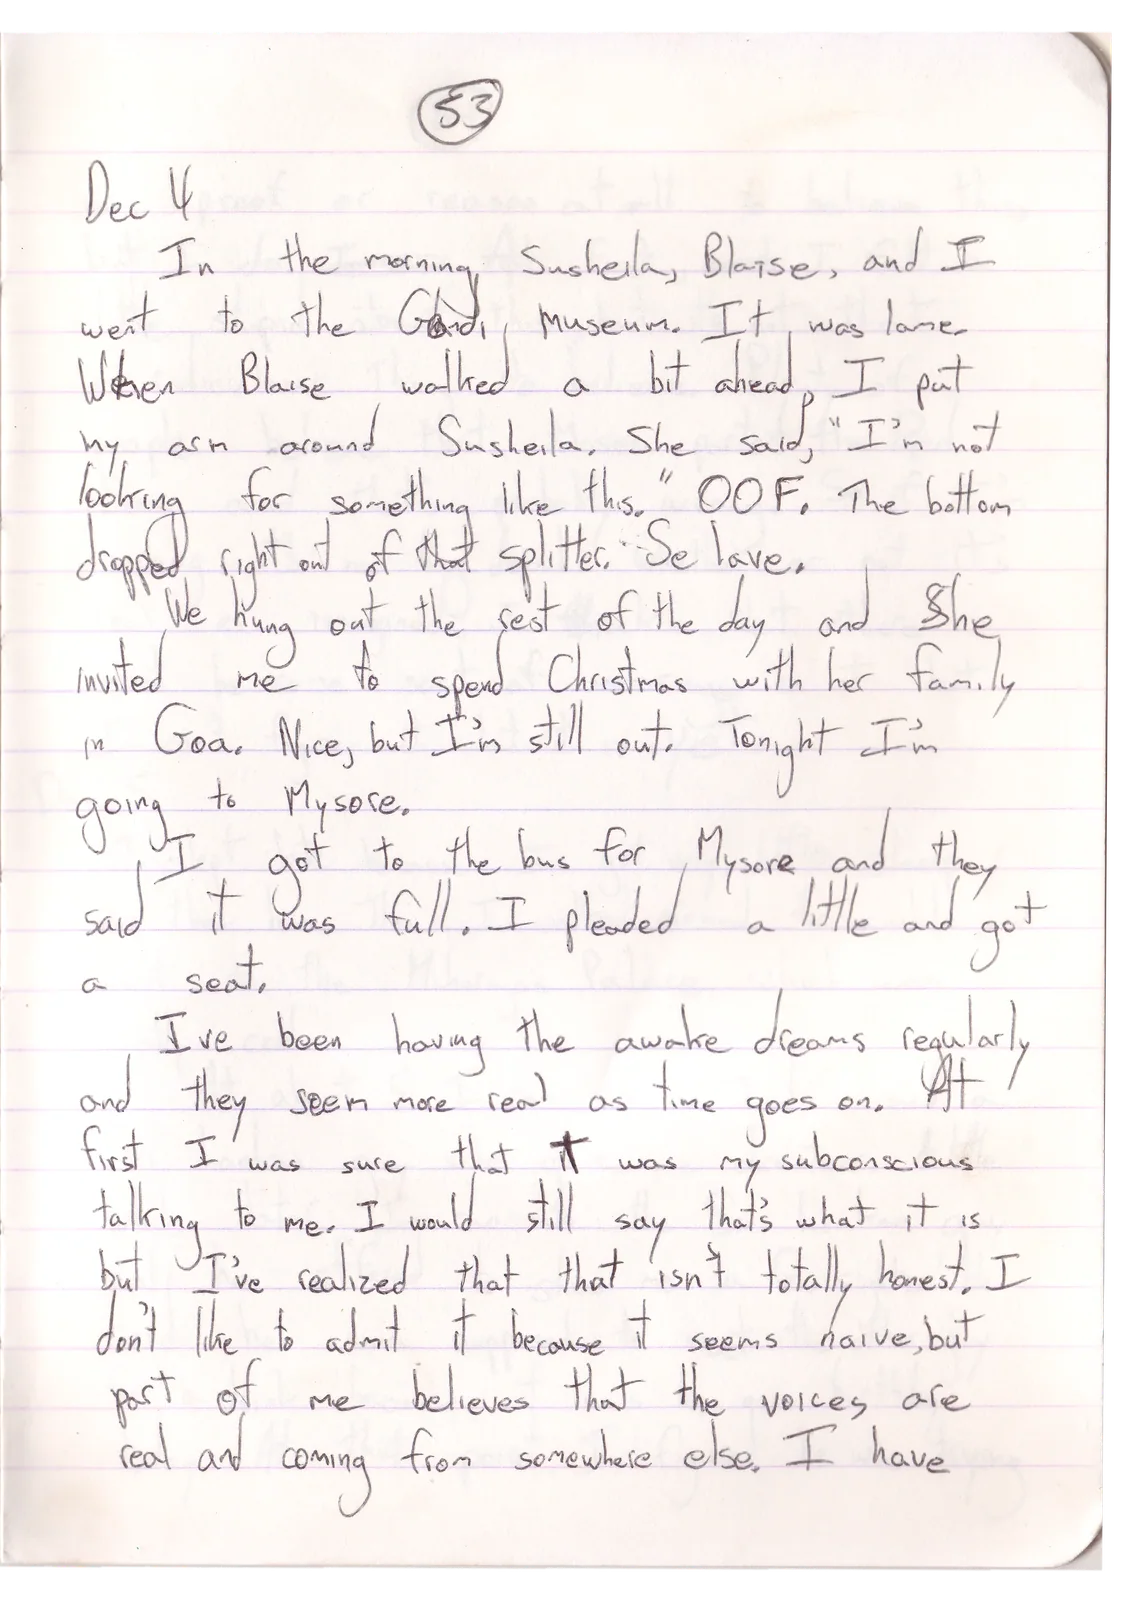 53
Dec 4
In the morning, Susheila, Blaise, and I
went to the Gandi Museum. It was lame.
When Blaise walked a bit ahead, I put
my arm around Susheila. She said, "I'm not
looking for something like this." OOF. The bottom
dropped right out of that splitter. Se lave.
We hung out the rest of the day and She
invited me to spend Christmas with her family
in Goa. Nice, but I'm still out. Tonight I'm
going to Mysore.
I got to the bus for Mysore and they
said it was full. I pleaded a little and got
a seat.
I've been having the awake dreams regularly
and they seem more real as time goes on. At
first I was sure that it was my subconscious
talking to me. I would still say that's what it is
but I've realized that that isn't totally honest. I
don't like to admit it because it seems naive, but
part of me believes that the voices are
real and coming from somewhere else. I have